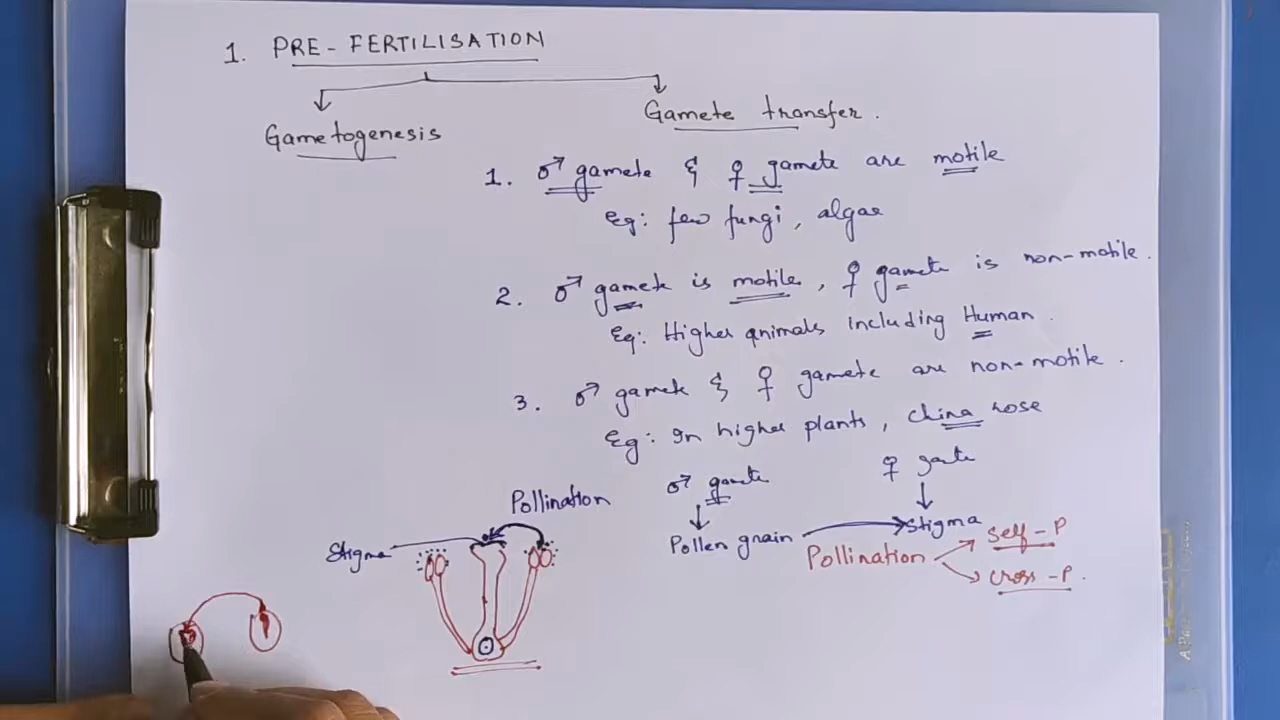 1. PRE-FERTILISATION
Gametogenesis
Gamete transfer.
1. ♂ gamete & ♀ gamete are motile
Eg: few fungi, algae
2. ♂ gamete is motile, ♀ gamete is non-motile.
Eg: Higher animals including Human.
3. ♂ gamete & ♀ gamete are non-motile.
Eg: In higher plants, china rose
♂ gamete
♀ gamete
Pollen grain
Stigma
Pollination
self-P
cross-P.
Pollination
Stigma